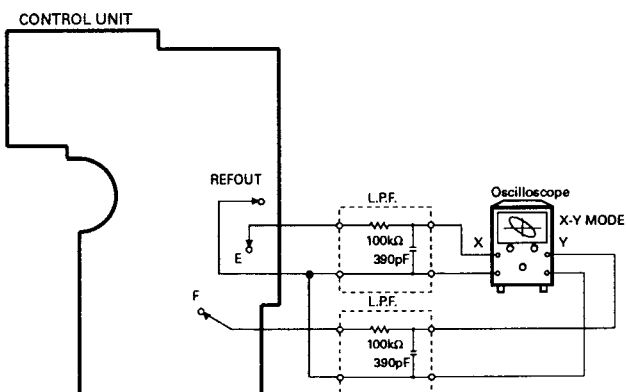 CONTROL UNIT
REFOUT
E
F
L.P.F.
100kΩ
390pF
L.P.F.
100kΩ
390pF
Oscilloscope
X-Y MODE
X
Y